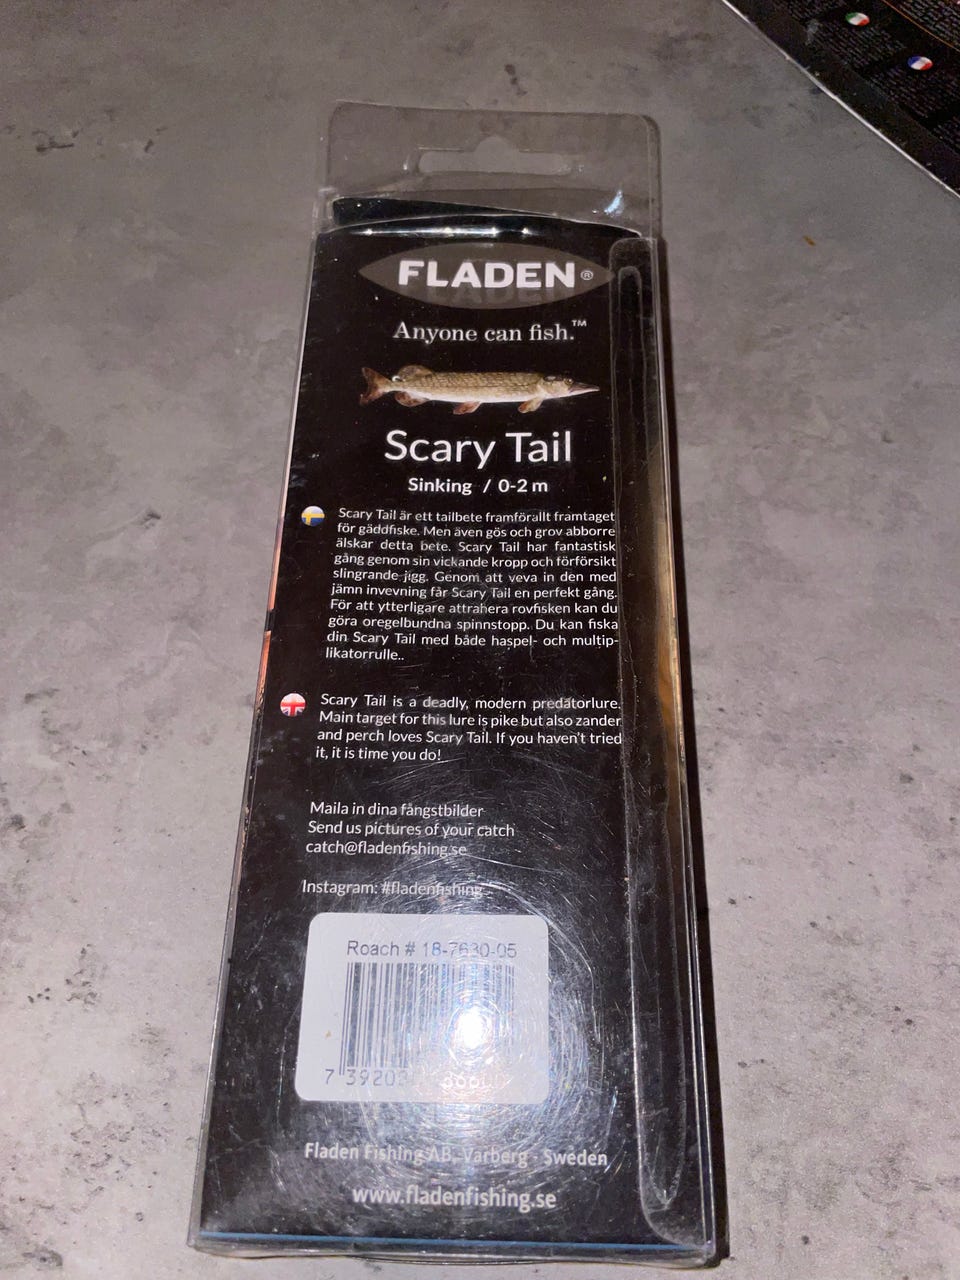 FLADEN®
Anyone can fish.™
Scary Tail
Sinking / 0-2 m
Scary Tail är ett tailbete framförallt framtaget
för gäddfiske. Men även gös och grov abborre
älskar detta bete. Scary Tail har fantastisk
gång genom sin vickande kropp och förförsikt
slingrande jigg. Genom att veva in den med
jämn invevning får Scary Tail en perfekt gång.
För att ytterligare attrahera rovfisken kan du
göra oregelbundna spinnstopp. Du kan fiska
din Scary Tail med både haspel- och multip-
likatorrulle..
Scary Tail is a deadly, modern predatorlure.
Main target for this lure is pike but also zander
and perch loves Scary Tail. If you haven't tried
it, it is time you do!
Maila in dina fångstbilder
Send us pictures of your catch
catch@fladenfishing.se
Instagram: #fladenfishing
Roach # 18-7630-05
7
Fladen Fishing AB. Varberg - Sweden
www.fladenfishing.se